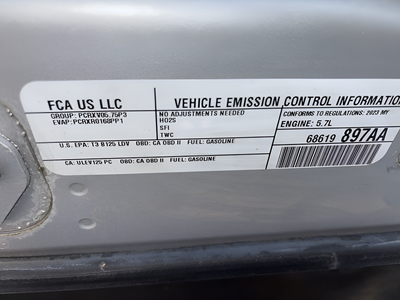 FCA US LLC
VEHICLE EMISSION CONTROL INFORMATION
GROUP: PCRXV05.75P3
EVAP: PCRXR0168PP1
NO ADJUSTMENTS NEEDED
HO2S
SFI
TWC
CONFORMS TO REGULATIONS: 2023 MY
ENGINE: 5.7L
68619 897AA
U.S. EPA: T3 B125 LDV OBD: CA OBD II FUEL: GASOLINE
CA: ULEV125 PC OBD: CA OBD II FUEL: GASOLINE